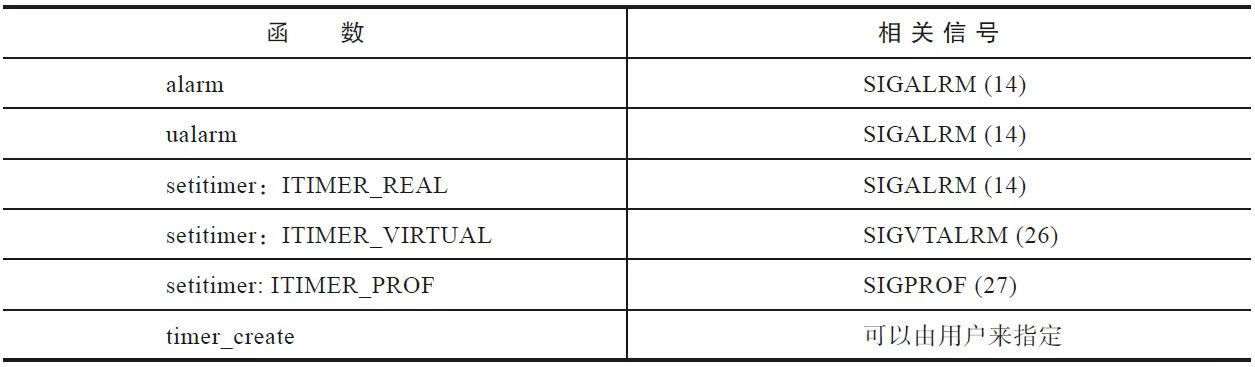 函 数 相关信号
alarm SIGALRM (14)
ualarm SIGALRM (14)
setitimer：ITIMER_REAL SIGALRM (14)
setitimer：ITIMER_VIRTUAL SIGVTALRM (26)
setitimer: ITIMER_PROF SIGPROF (27)
timer_create 可以由用户来指定